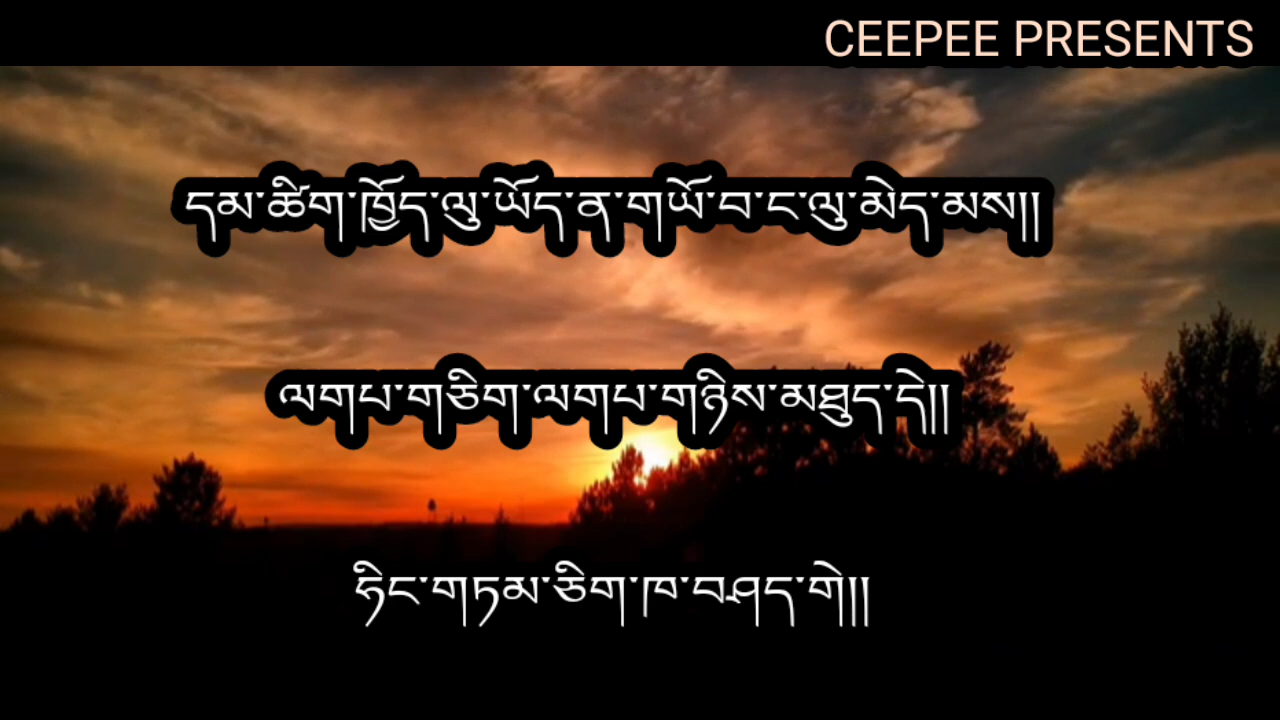 CEEPEE PRESENTS
དམ་ཚིག་ཁྱོད་ལུ་ཡོད་ན་གཡོ་བ་ང་ལུ་མེད་མས།།
ལགཔ་གཅིག་ལགཔ་གཉིས་མཐུད་དེ།།
ཧིང་གཏམ་ཅིག་ཁ་བཤད་གེ།།